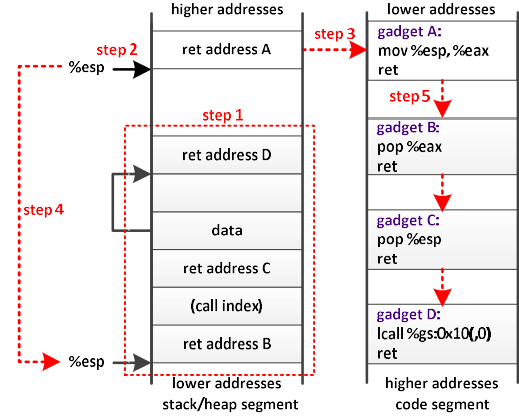 higher addresses
ret address A
step 2
%esp
step 1
ret address D
data
ret address C
(call index)
ret address B
step 4
%esp
lower addresses
stack/heap segment
step 3
lower addresses
gadget A:
mov %esp, %eax
ret
step 5
gadget B:
pop %eax
ret
gadget C:
pop %esp
ret
gadget D:
lcall %gs:0x10(,0)
ret
higher addresses
code segment